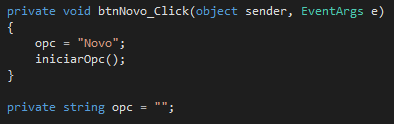 private void btnNovo_Click(object sender, EventArgs e)
{
    opc = "Novo";
    iniciarOpc();
}

private string opc = "";